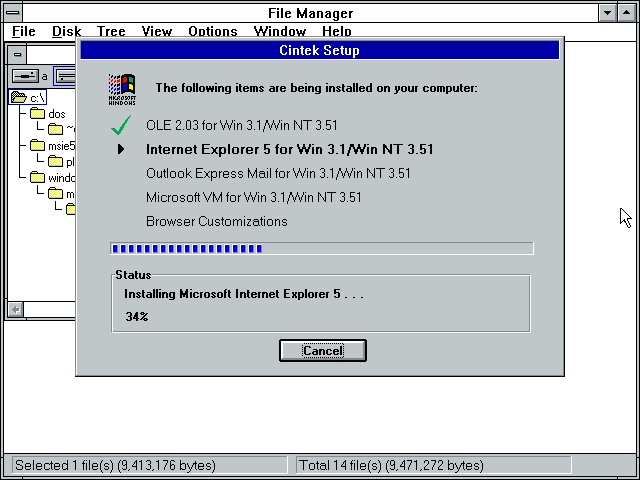 File Manager
File Disk Tree View Options Window Help
Cintek Setup
MICROSOFT
WINDOWS
The following items are being installed on your computer:
OLE 2.03 for Win 3.1/Win NT 3.51
Internet Explorer 5 for Win 3.1/Win NT 3.51
Outlook Express Mail for Win 3.1/Win NT 3.51
Microsoft VM for Win 3.1/Win NT 3.51
Browser Customizations
Status
Installing Microsoft Internet Explorer 5 . . .
34%
Cancel
a
c:\
dos
msie5
Selected 1 file(s) (9,413,176 bytes)
Total 14 file(s) (9,471,272 bytes)